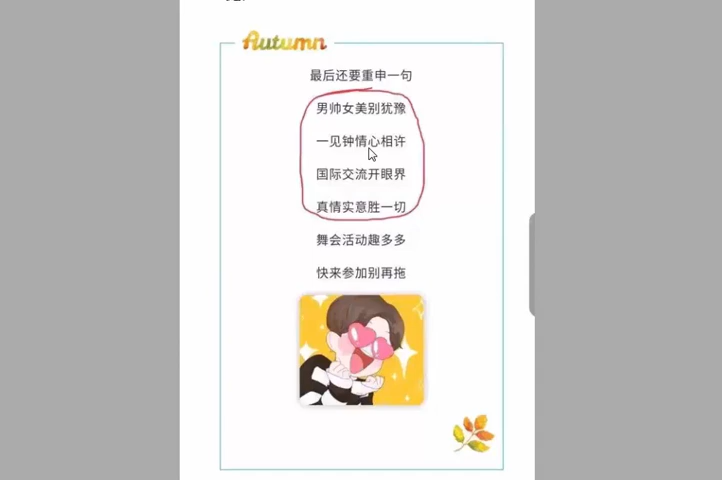 Autumn
最后还要重申一句
男帅女美别犹豫
一见钟情心相许
国际交流开眼界
真情实意胜一切
舞会活动趣多多
快来参加别再拖